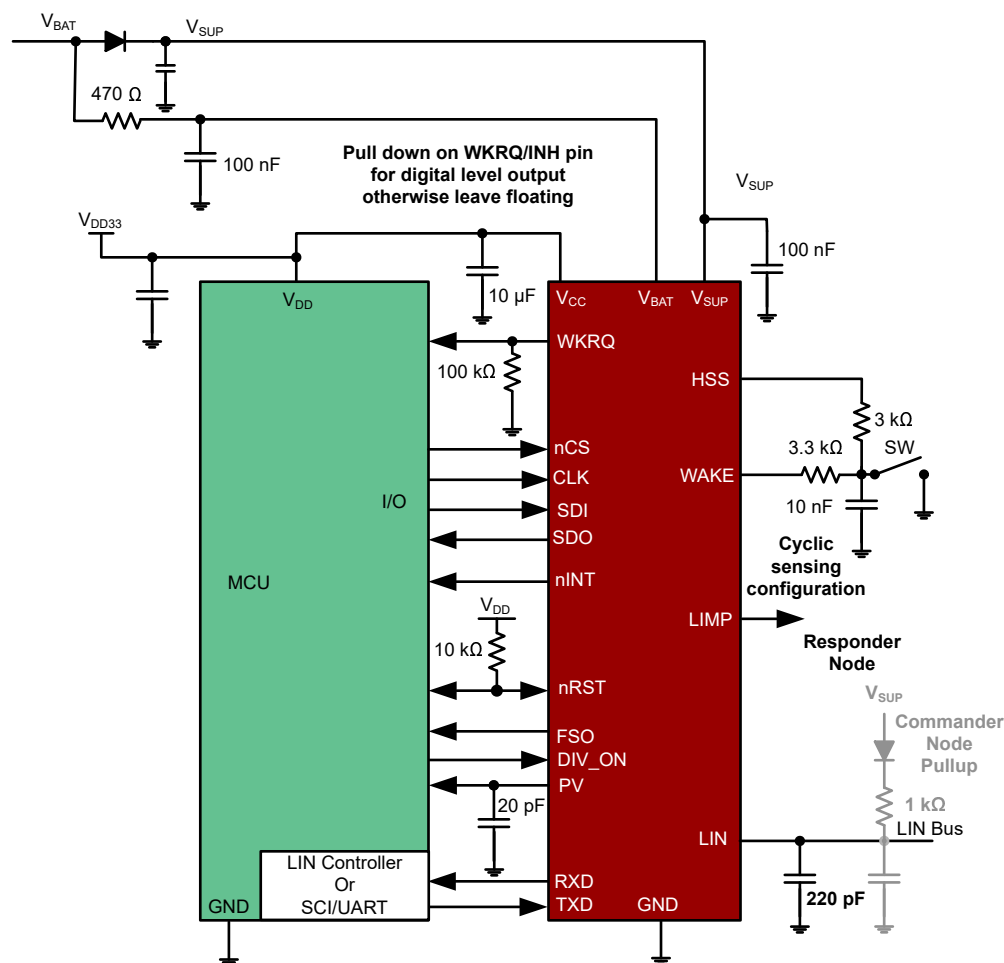 VBAT
VSUP
470 Ω
100 nF
Pull down on WKRQ/INH pin
for digital level output
otherwise leave floating
VSUP
VDD33
100 nF
10 µF
VDD
VCC
VBAT
VSUP
WKRQ
100 kΩ
HSS
3 kΩ
3.3 kΩ
SW
nCS
WAKE
CLK
I/O
SDI
10 nF
SDO
Cyclic
sensing
configuration
MCU
nINT
VDD
LIMP
10 kΩ
Responder
Node
nRST
VSUP
Commander
Node
Pullup
FSO
DIV_ON
PV
20 pF
1 kΩ
LIN
LIN Bus
LIN Controller
Or
SCI/UART
RXD
TXD
220 pF
GND
GND